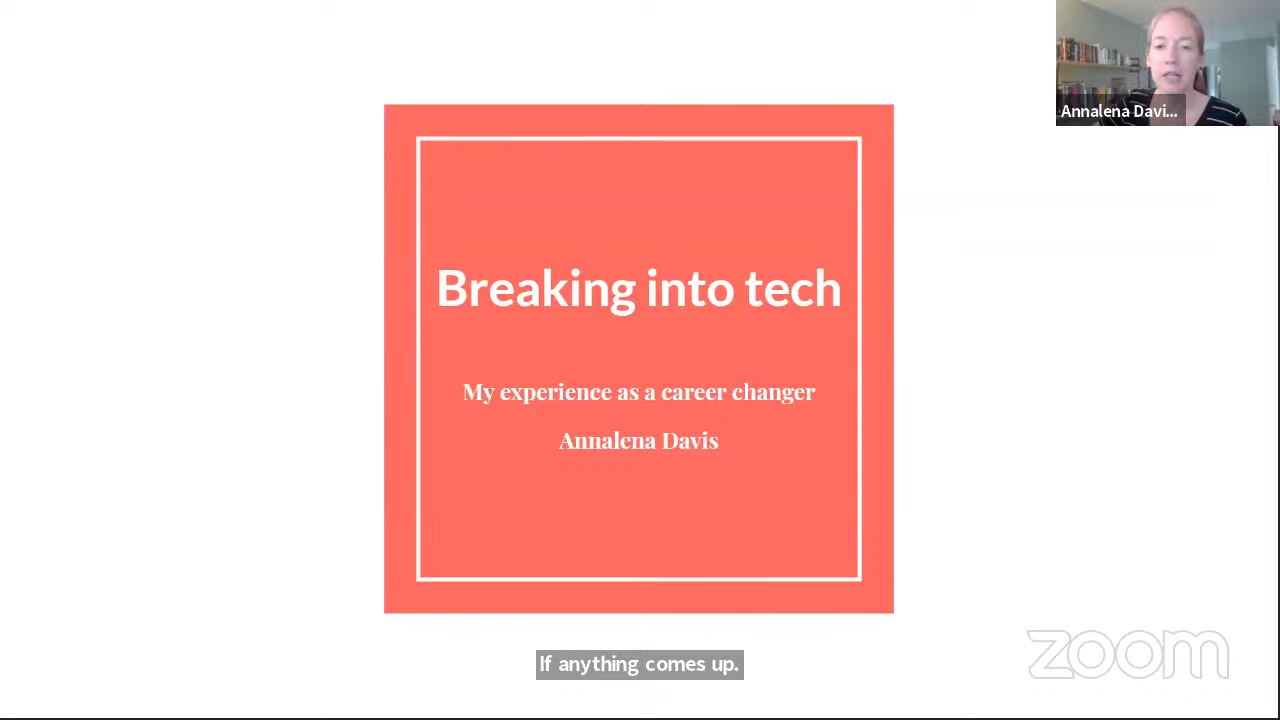 Annalena Davi...
Breaking into tech
My experience as a career changer
Annalena Davis
If anything comes up.
zoom